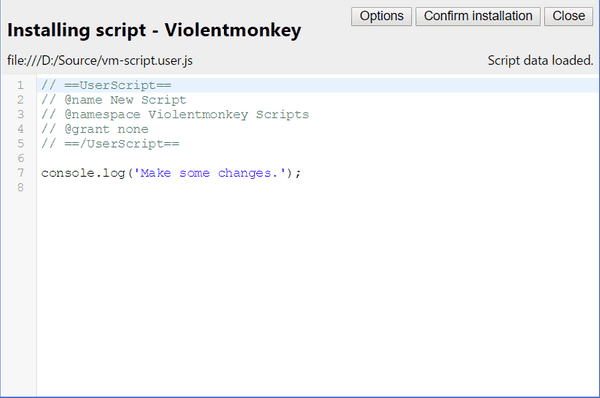 Options Confirm installation Close
Installing script - Violentmonkey
file:///D:/Source/vm-script.user.js Script data loaded.
1 // ==UserScript==
2 // @name New Script
3 // @namespace Violentmonkey Scripts
4 // @grant none
5 // ==/UserScript==
6
7 console.log('Make some changes.');
8